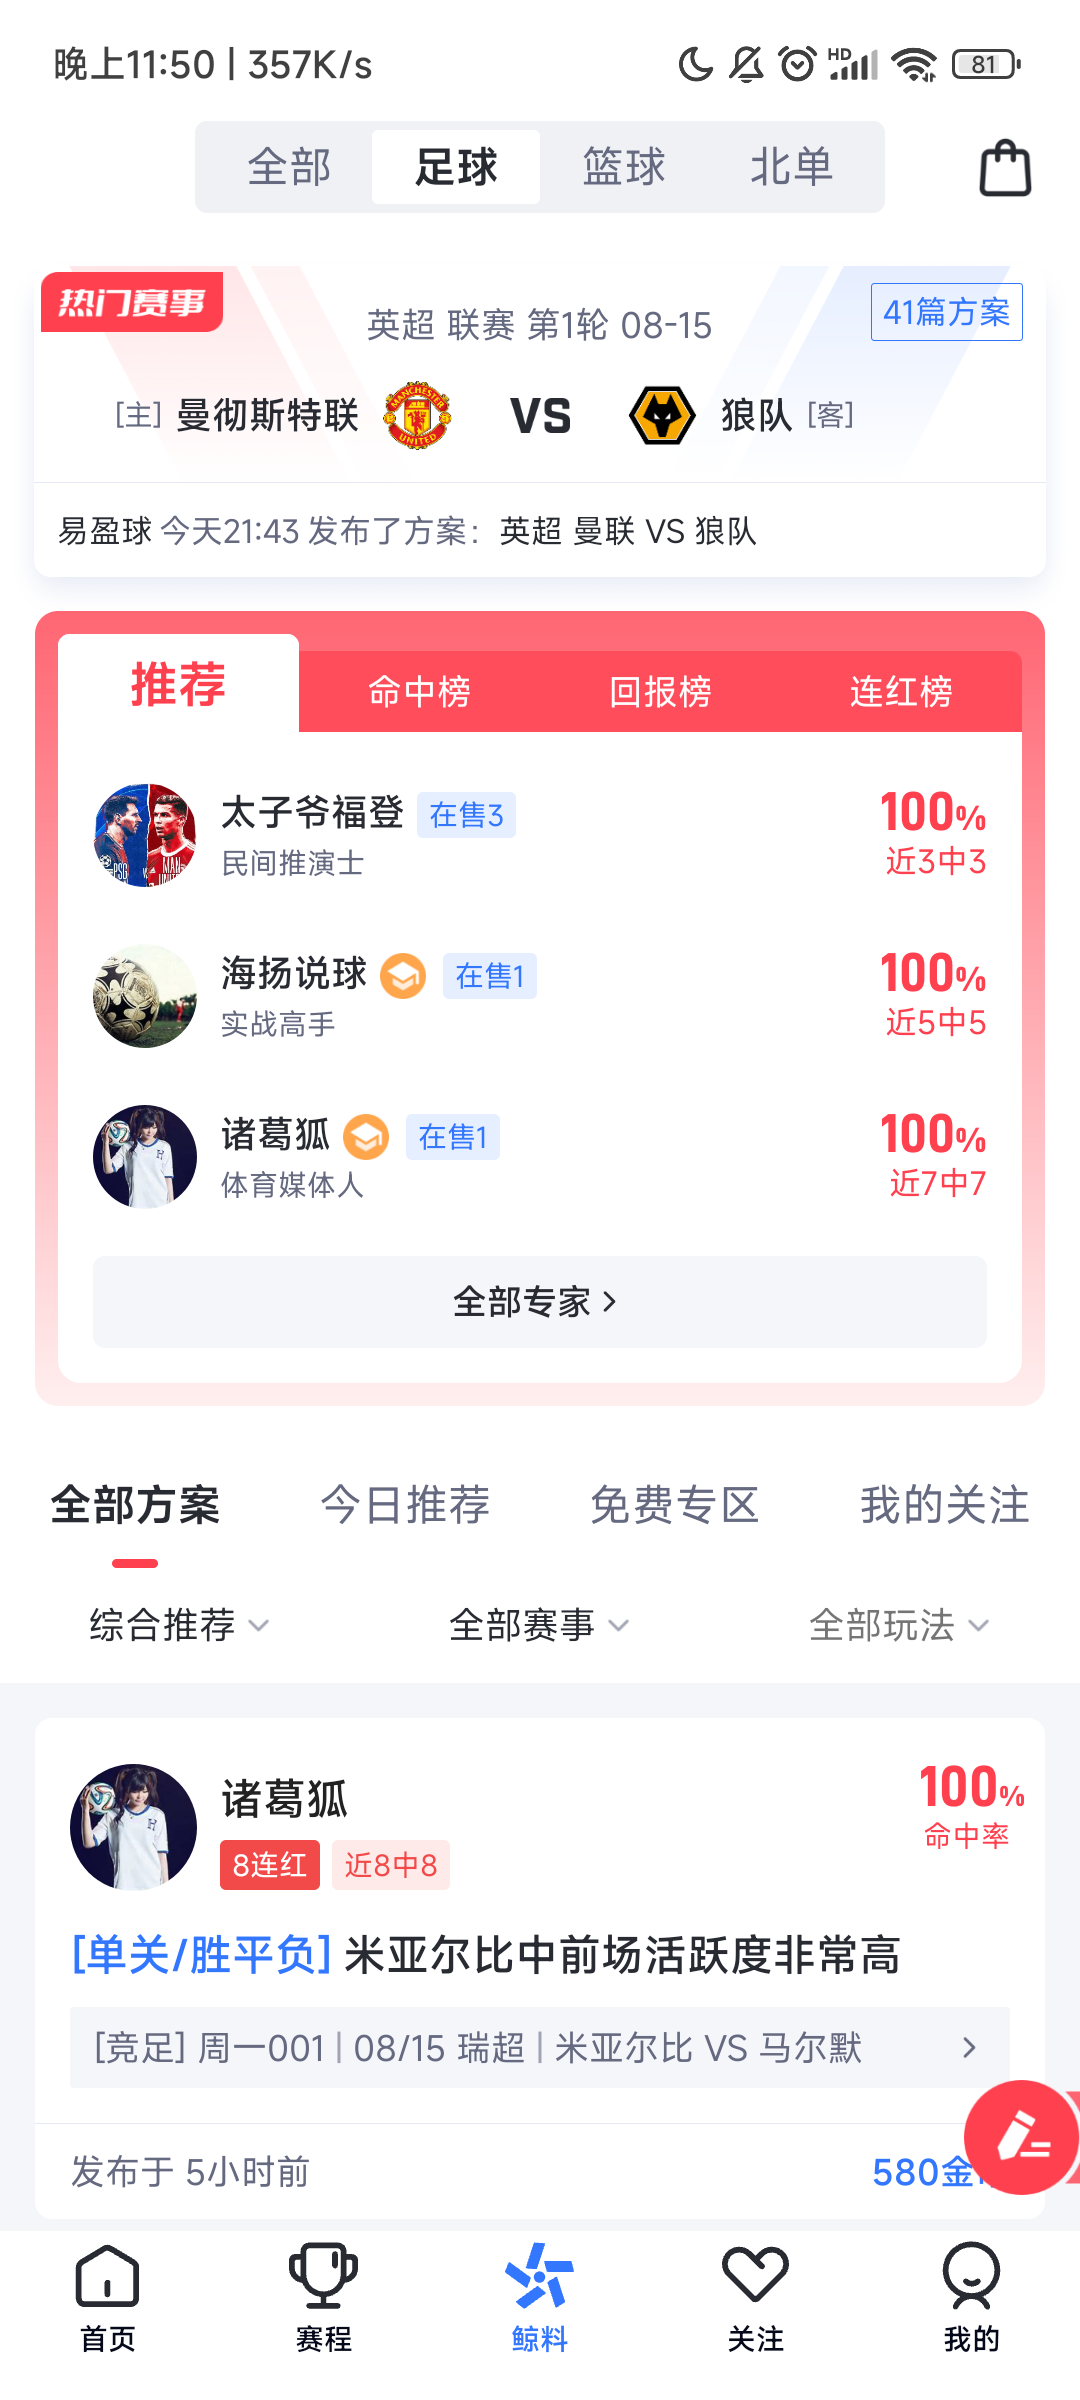 晚上11:50 | 357K/s
HD
81
全部
足球
篮球
北单
热门赛事
英超 联赛 第1轮 08-15
41篇方案
[主] 曼彻斯特联
MANCHESTER UNITED
VS
狼队 [客]
易盈球 今天21:43 发布了方案：英超 曼联 VS 狼队
推荐
命中榜
回报榜
连红榜
太子爷福登 在售3
民间推演士
100%
近3中3
海扬说球 在售1
实战高手
100%
近5中5
诸葛狐 在售1
体育媒体人
100%
近7中7
全部专家 >
全部方案
今日推荐
免费专区
我的关注
综合推荐
全部赛事
全部玩法
诸葛狐
8连红 近8中8
100%
命中率
[单关/胜平负] 米亚尔比中前场活跃度非常高
[竞足] 周一001 | 08/15 瑞超 | 米亚尔比 VS 马尔默
发布于 5小时前
580金
首页
赛程
鲸料
关注
我的